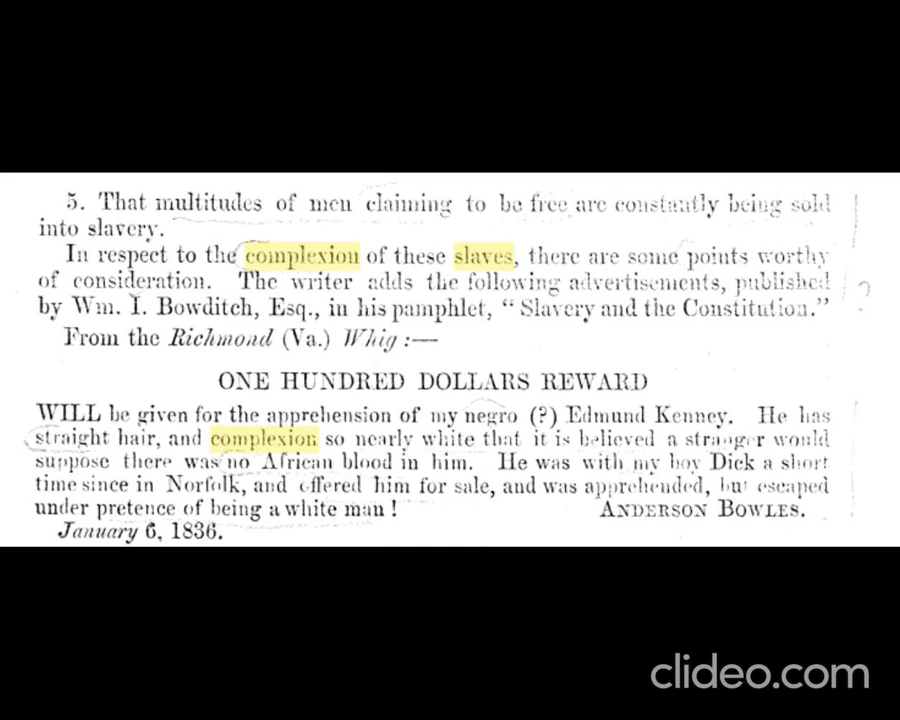 5. That multitudes of men claiming to be free are constantly being sold
into slavery.
In respect to the complexion of these slaves, there are some points worthy
of consideration. The writer adds the following advertisements, published
by Wm. I. Bowditch, Esq., in his pamphlet, “ Slavery and the Constitution.”
From the Richmond (Va.) Whig :—
ONE HUNDRED DOLLARS REWARD
WILL be given for the apprehension of my negro (?) Edmund Kenney. He has
straight hair, and complexion so nearly white that it is believed a stranger would
suppose there was no African blood in him. He was with my boy Dick a short
time since in Norfolk, and offered him for sale, and was apprehended, but escaped
under pretence of being a white man ! ANDERSON BOWLES.
January 6, 1836.
?
clideo.com